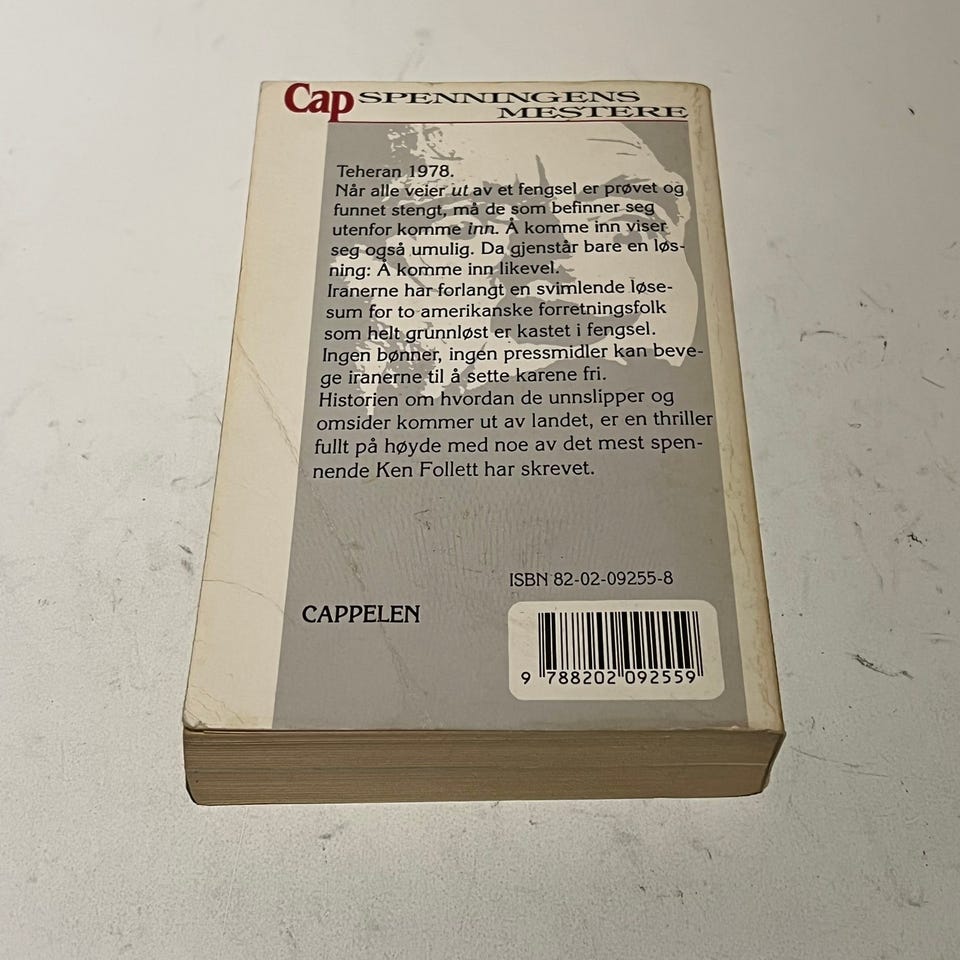 Cap SPENNINGENS
MESTERE
Teheran 1978.
Når alle veier ut av et fengsel er prøvet og
funnet stengt, må de som befinner seg
utenfor komme inn. Å komme inn viser
seg også umulig. Da gjenstår bare en løs-
ning: Å komme inn likevel.
Iranerne har forlangt en svimlende løse-
sum for to amerikanske forretningsfolk
som helt grunnløst er kastet i fengsel.
Ingen bønner, ingen pressmidler kan beve-
ge iranerne til å sette karene fri.
Historien om hvordan de unnslipper og
omsider kommer ut av landet, er en thriller
fullt på høyde med noe av det mest spen-
nende Ken Follett har skrevet.
ISBN 82-02-09255-8
CAPPELEN
9 788202 092559